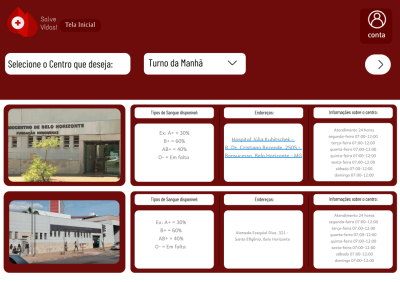 Salve
Vidas!
Tela Inicial
conta
Selecione o Centro que deseja:
Turno da Manhã
HEMOCENTRO DE BELO HORIZONTE
FUNDAÇÃO HEMOMINAS
Tipos de Sangue disponível:
Ex: A+ = 30%
B+ = 60%
AB+ = 40%
O- = Em falta
Endereço:
Hospital Júlia Kubitschek –
R. Dr. Cristiano Rezende, 2505 –
Bonsucesso, Belo Horizonte - MG
Informações sobre o centro:
Atendimento 24 horas
segunda-feira 07:00–12:00
terça-feira 07:00–12:00
quarta-feira 07:00–12:00
quinta-feira 07:00–12:00
sexta-feira 07:00–12:00
sábado 07:00–12:00
domingo 07:00–12:00
Tipos de Sangue disponível:
Ex: A+ = 30%
B+ = 60%
AB+ = 40%
O- = Em falta
Endereço:
Alameda Ezequiel Dias, 321 -
Santa Efigênia, Belo Horizonte
Informações sobre o centro:
Atendimento 24 horas
segunda-feira 07:00–12:00
terça-feira 07:00–12:00
quarta-feira 07:00–12:00
quinta-feira 07:00–12:00
sexta-feira 07:00–12:00
sábado 07:00–12:00
domingo 07:00–12:00